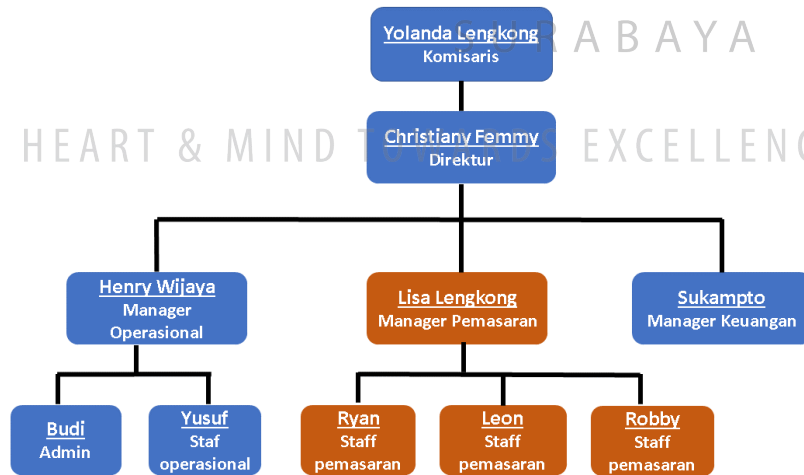 SURABAYA
Yolanda Lengkong
Komisaris
HEART & MIND TOWARDS EXCELLENC
Christiany Femmy
Direktur
Henry Wijaya
Manager
Operasional
Lisa Lengkong
Manager Pemasaran
Sukampto
Manager Keuangan
Budi
Admin
Yusuf
Staf
operasional
Ryan
Staff
pemasaran
Leon
Staff
pemasaran
Robby
Staff
pemasaran